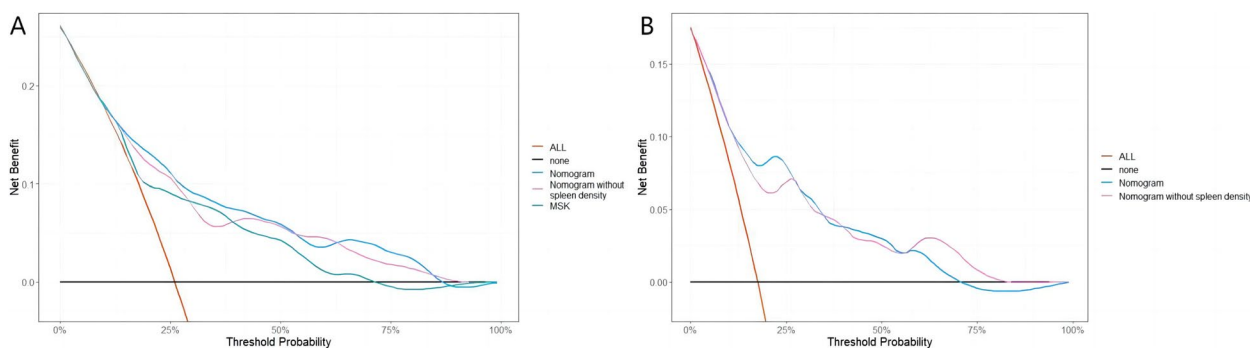 A
Net Benefit
0.2
0.1
0.0
0%
25%
50%
75%
100%
Threshold Probability
ALL
none
Nomogram
Nomogram without
spleen density
MSK
B
Net Benefit
0.15
0.10
0.05
0.00
0%
25%
50%
75%
100%
Threshold Probability
ALL
none
Nomogram
Nomogram without spleen density